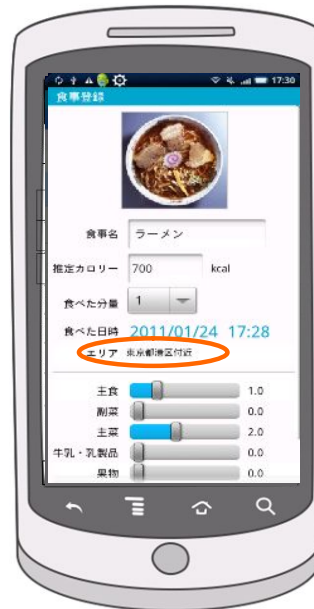 17:30
食事登録
食事名 ラーメン
推定カロリー 700 kcal
食べた分量 1
食べた日時 2011/01/24 17:28
エリア 東京都港区付近
主食 1.0
副菜 0.0
主菜 2.0
牛乳・乳製品 0.0
果物 0.0